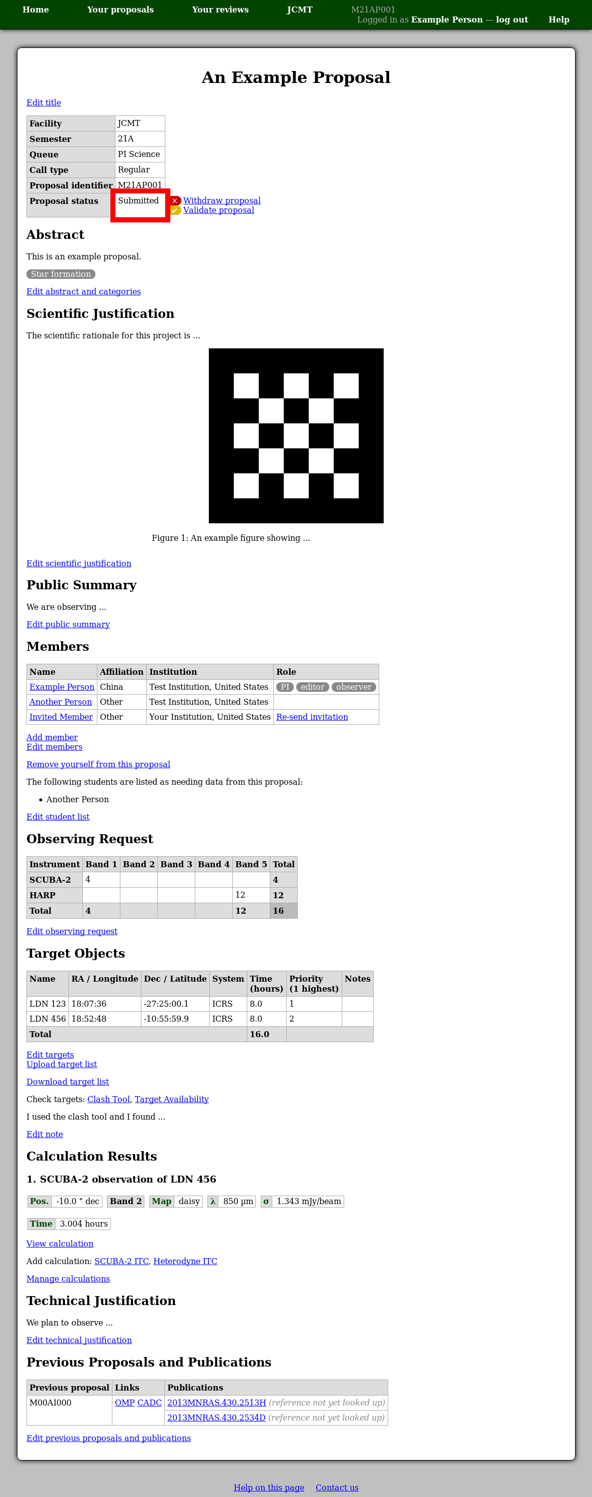 Home Your proposals Your reviews JCMT M21AP001
Logged in as Example Person — log out Help
An Example Proposal
Edit title
Facility JCMT
Semester 21A
Queue PI Science
Call type Regular
Proposal identifier M21AP001
Proposal status Submitted ✕ Withdraw proposal
✔ Validate proposal
Abstract
This is an example proposal.
Star formation
Edit abstract and categories
Scientific Justification
The scientific rationale for this project is ...
Figure 1: An example figure showing ...
Edit scientific justification
Public Summary
We are observing ...
Edit public summary
Members
Name Affiliation Institution Role
Example Person China Test Institution, United States PI editor observer
Another Person Other Test Institution, United States
Invited Member Other Your Institution, United States Re-send invitation
Add member
Edit members
Remove yourself from this proposal
The following students are listed as needing data from this proposal:
• Another Person
Edit student list
Observing Request
Instrument Band 1 Band 2 Band 3 Band 4 Band 5 Total
SCUBA-2 4 4
HARP 12 12
Total 4 12 16
Edit observing request
Target Objects
Name RA / Longitude Dec / Latitude System Time Priority Notes
(hours) (1 highest)
LDN 123 18:07:36 -27:25:00.1 ICRS 8.0 1
LDN 456 18:52:48 -10:55:59.9 ICRS 8.0 2
Total 16.0
Edit targets
Upload target list
Download target list
Check targets: Clash Tool, Target Availability
I used the clash tool and I found ...
Edit note
Calculation Results
1. SCUBA-2 observation of LDN 456
Pos. -10.0 ° dec Band 2 Map daisy λ 850 µm σ 1.343 mJy/beam
Time 3.004 hours
View calculation
Add calculation: SCUBA-2 ITC, Heterodyne ITC
Manage calculations
Technical Justification
We plan to observe ...
Edit technical justification
Previous Proposals and Publications
Previous proposal Links Publications
M00AI000 OMP CADC 2013MNRAS.430.2513H (reference not yet looked up)
2013MNRAS.430.2534D (reference not yet looked up)
Edit previous proposals and publications
Help on this page Contact us